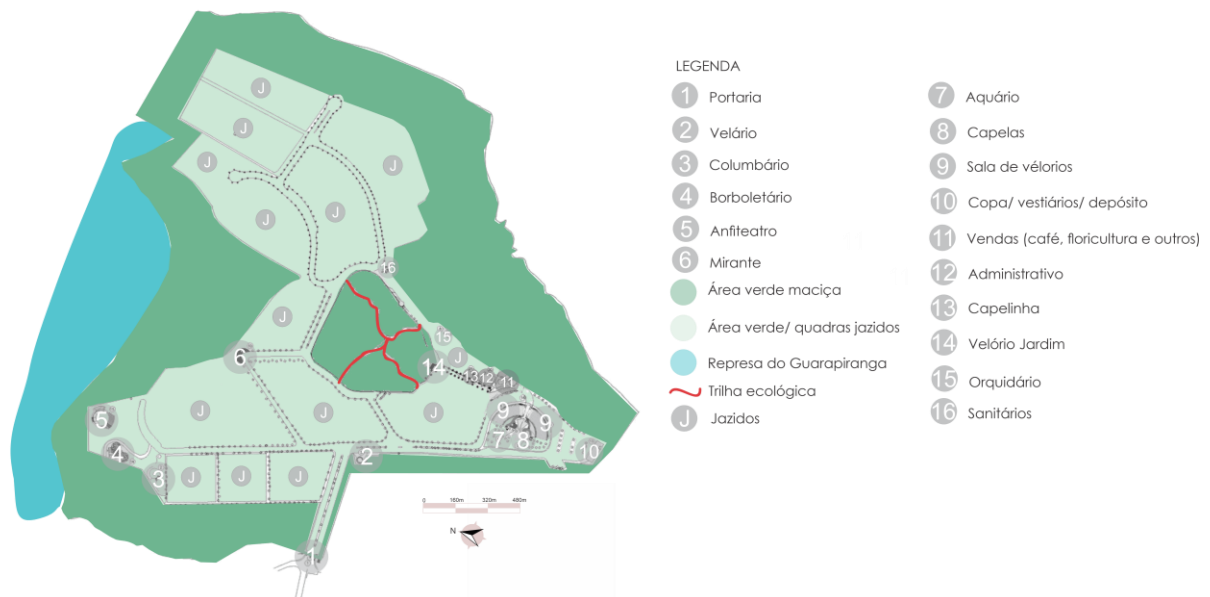 J
J
J
J
J
J
16
J
6
15
J
14
13
12
11
J
J
J
5
4
9
9
7
8
10
2
3
J
J
J
1
0 160m 320m 480m
N
LEGENDA
1 Portaria
2 Velário
3 Columbário
4 Borboletário
5 Anfiteatro
6 Mirante
Área verde maciça
Área verde/ quadras jazidos
Represa do Guarapiranga
Trilha ecológica
J Jazidos
7 Aquário
8 Capelas
9 Sala de vélorios
10 Copa/ vestiários/ depósito
11 Vendas (café, floricultura e outros)
12 Administrativo
13 Capelinha
14 Velório Jardim
15 Orquidário
16 Sanitários